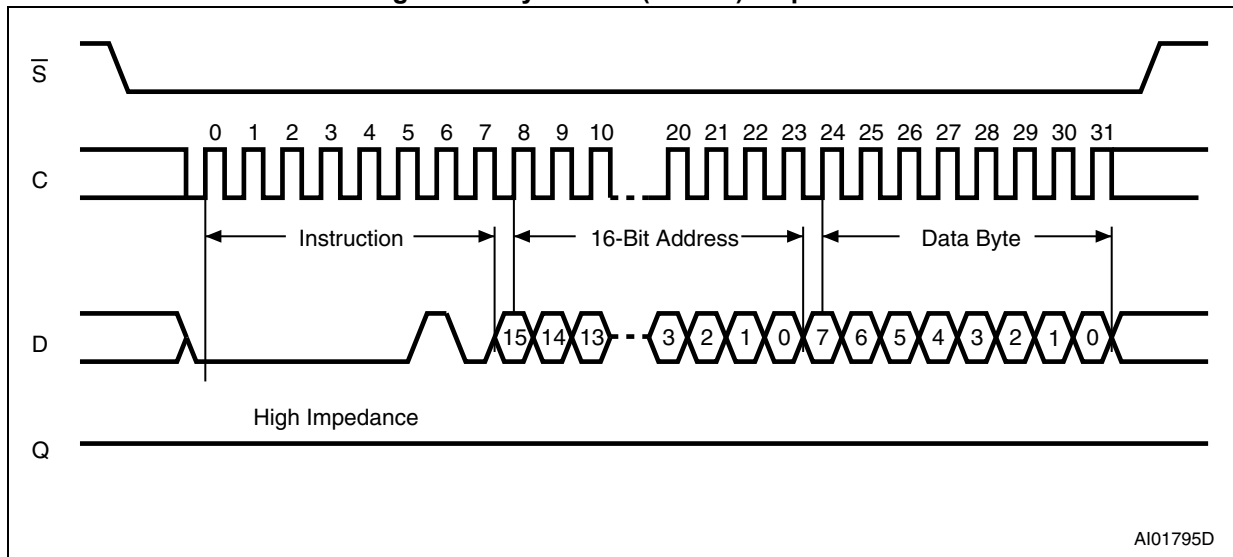 S
0 1 2 3 4 5 6 7 8 9 10 20 21 22 23 24 25 26 27 28 29 30 31
C
Instruction 16-Bit Address Data Byte
D 15 14 13 3 2 1 0 7 6 5 4 3 2 1 0
High Impedance
Q
AI01795D